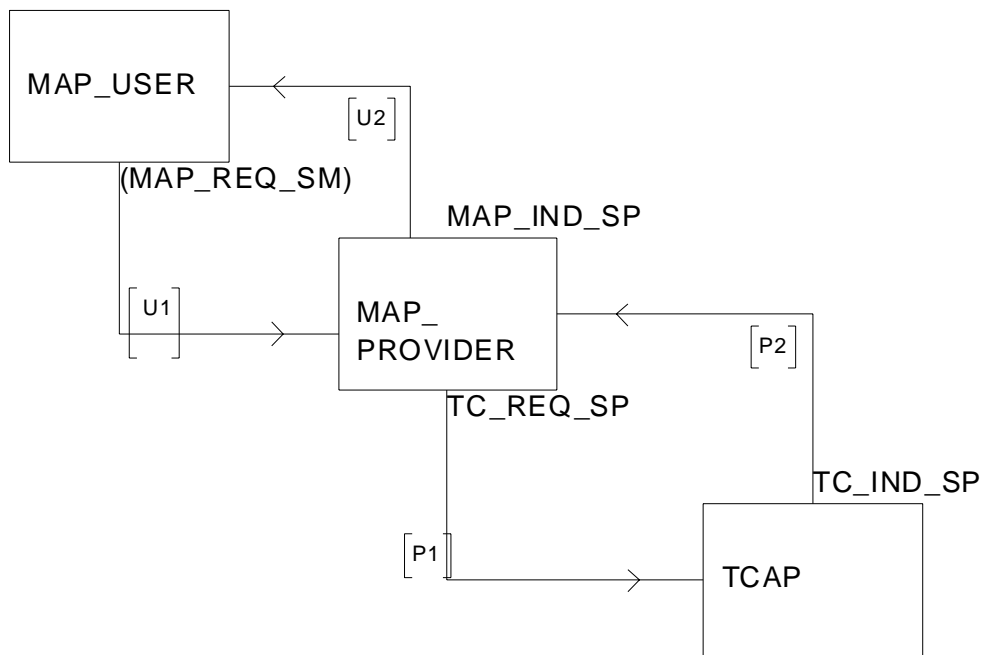 MAP_USER
[U2]
(MAP_REQ_SM)
MAP_IND_SP
[U1]
MAP_
PROVIDER
[P2]
TC_REQ_SP
TC_IND_SP
[P1]
TCAP